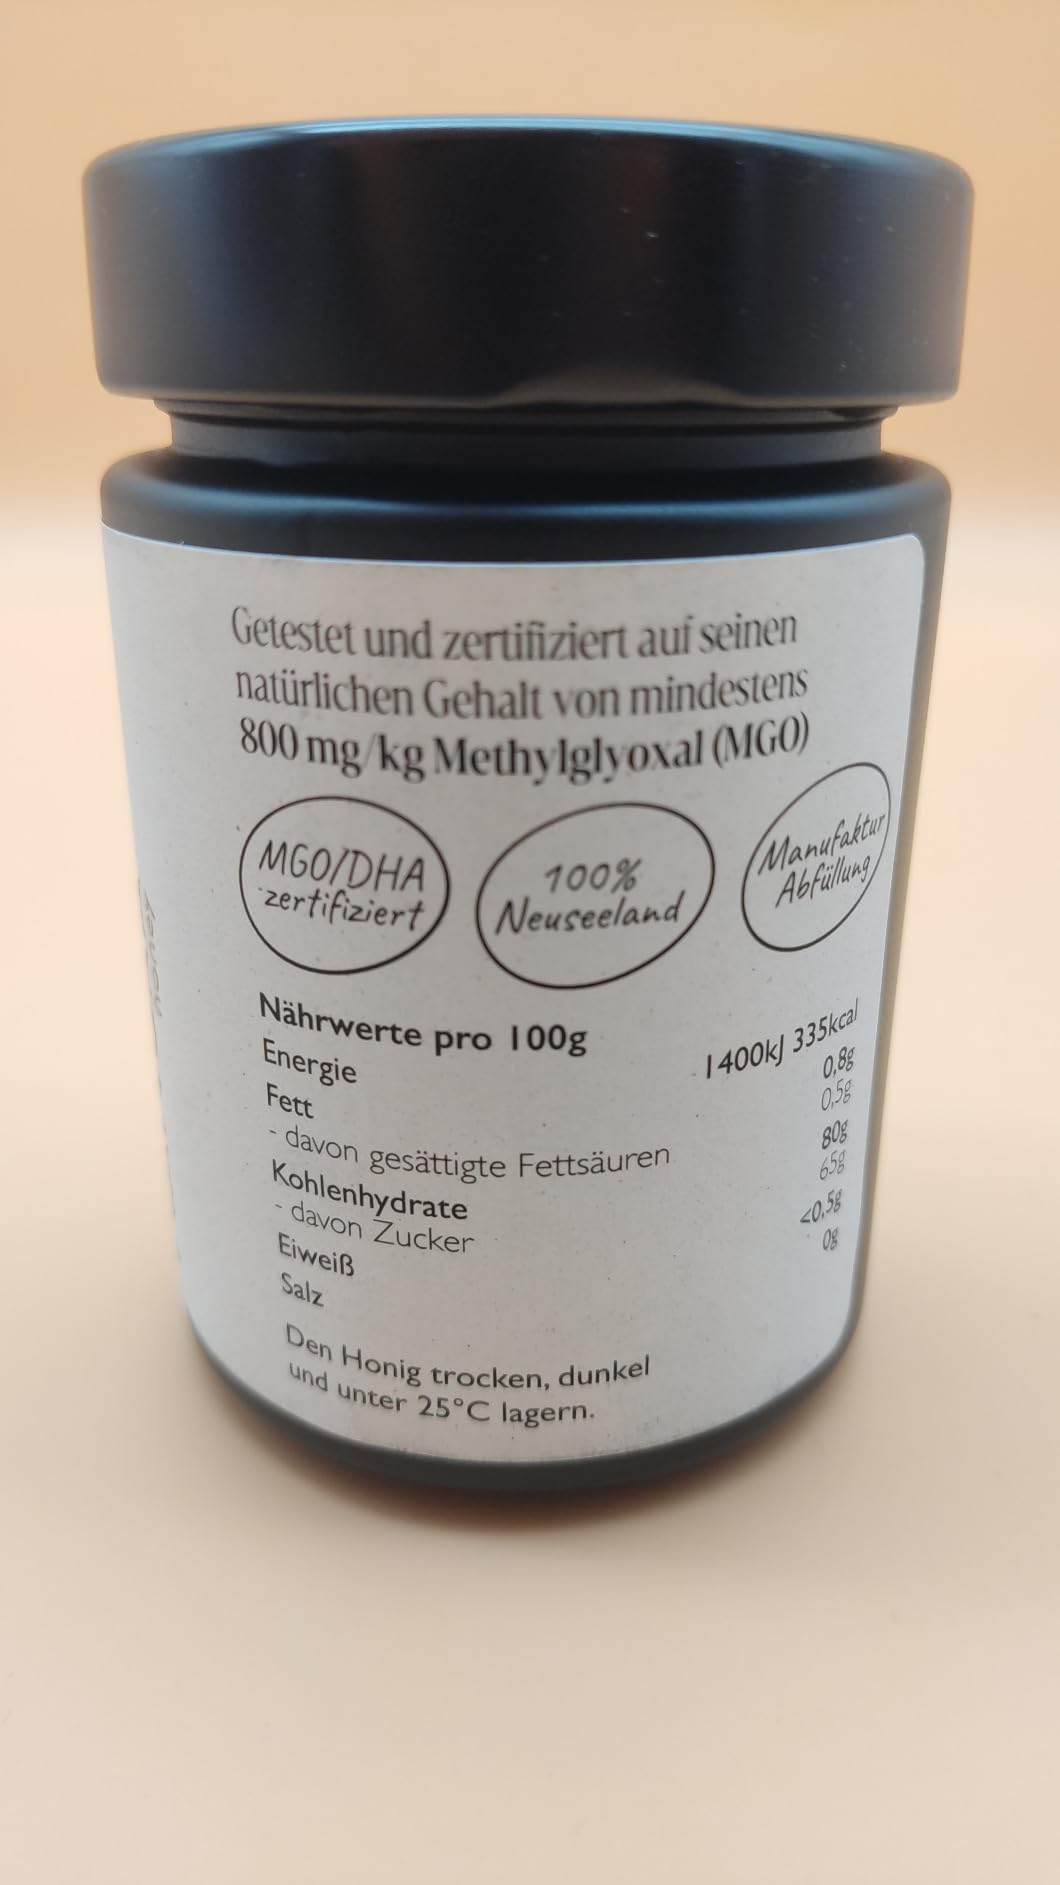 Getestet und zertifiziert auf seinen
natürlichen Gehalt von mindestens
800 mg/kg Methylglyoxal (MGO)
MGO/DHA
zertifiziert
100%
Neuseeland
Manufaktur
Abfüllung
Nährwerte pro 100g
Energie 1400kJ 335kcal
Fett 0,8g
- davon gesättigte Fettsäuren 0,5g
Kohlenhydrate 80g
- davon Zucker 65g
Eiweiß <0,5g
Salz 0g
Den Honig trocken, dunkel
und unter 25°C lagern.